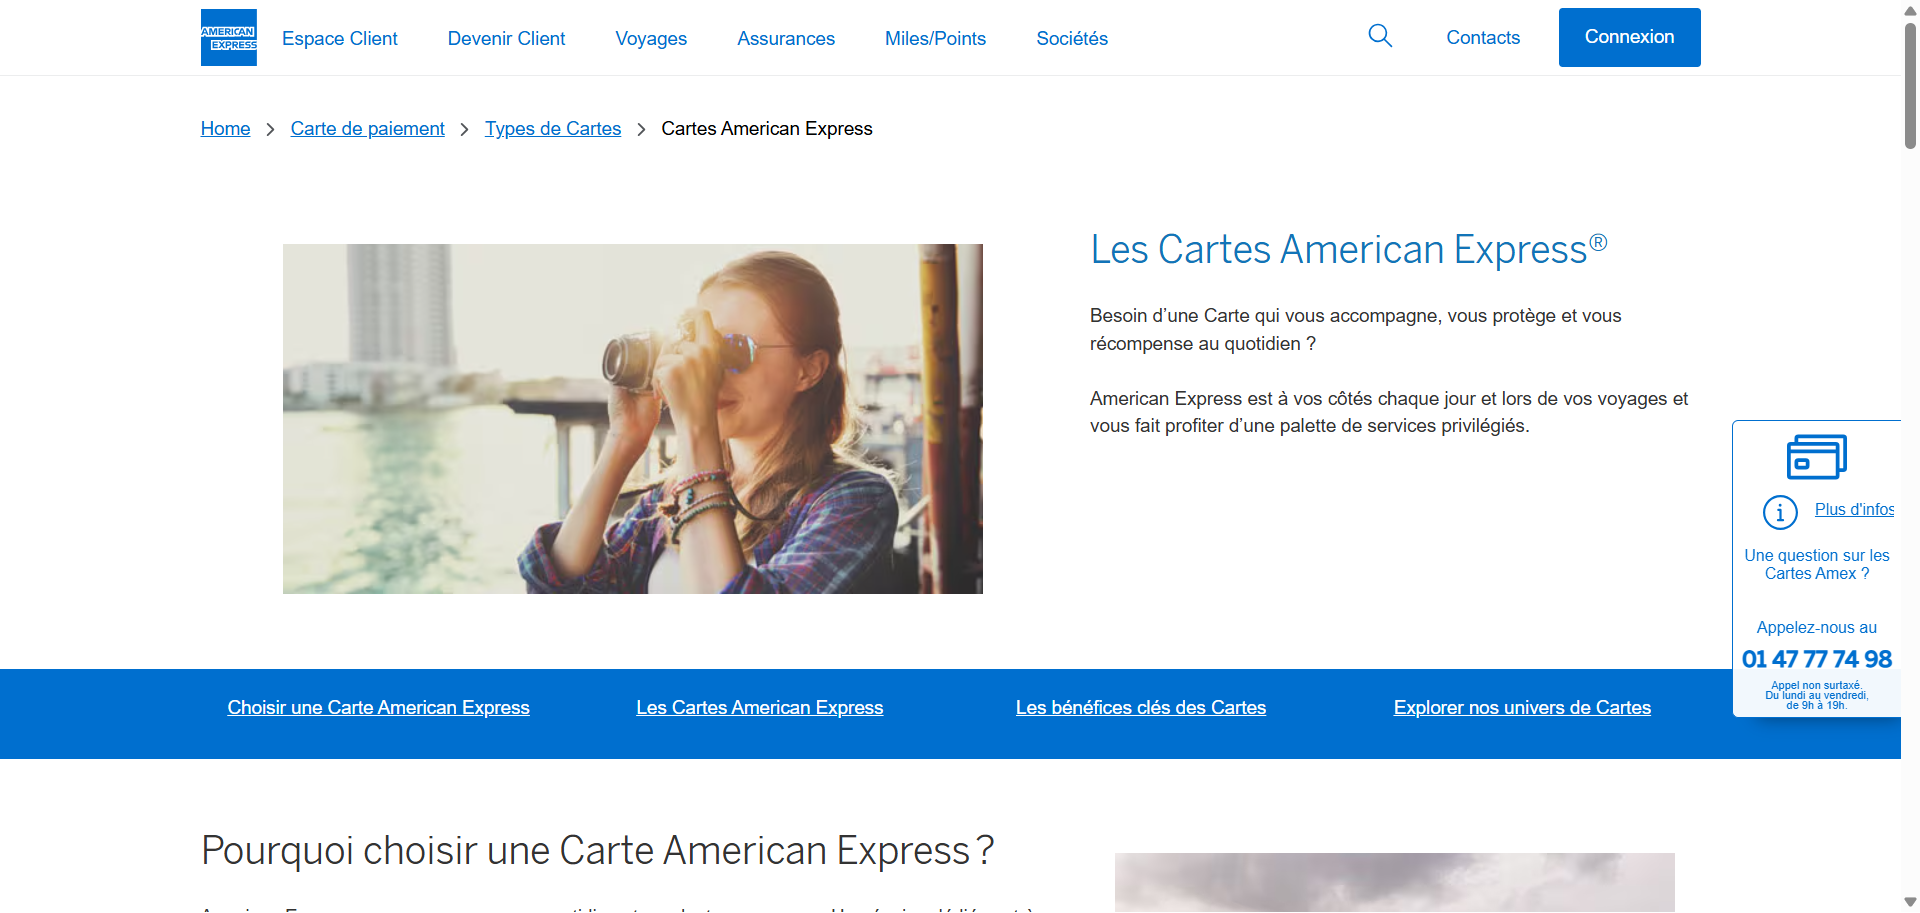 AMERICAN
EXPRESS
Espace Client
Devenir Client
Voyages
Assurances
Miles/Points
Sociétés
Contacts
Connexion
Home
Carte de paiement
Types de Cartes
Cartes American Express
Les Cartes American Express®
Besoin d’une Carte qui vous accompagne, vous protège et vous
récompense au quotidien ?
American Express est à vos côtés chaque jour et lors de vos voyages et
vous fait profiter d’une palette de services privilégiés.
Plus d'infos
Une question sur les
Cartes Amex ?
Appelez-nous au
01 47 77 74 98
Appel non surtaxé.
Du lundi au vendredi,
de 9h à 19h.
Choisir une Carte American Express
Les Cartes American Express
Les bénéfices clés des Cartes
Explorer nos univers de Cartes
Pourquoi choisir une Carte American Express ?